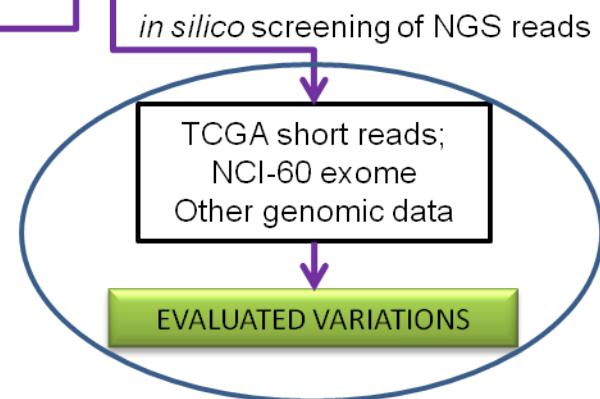 in silico screening of NGS reads
TCGA short reads;
NCI-60 exome
Other genomic data
EVALUATED VARIATIONS